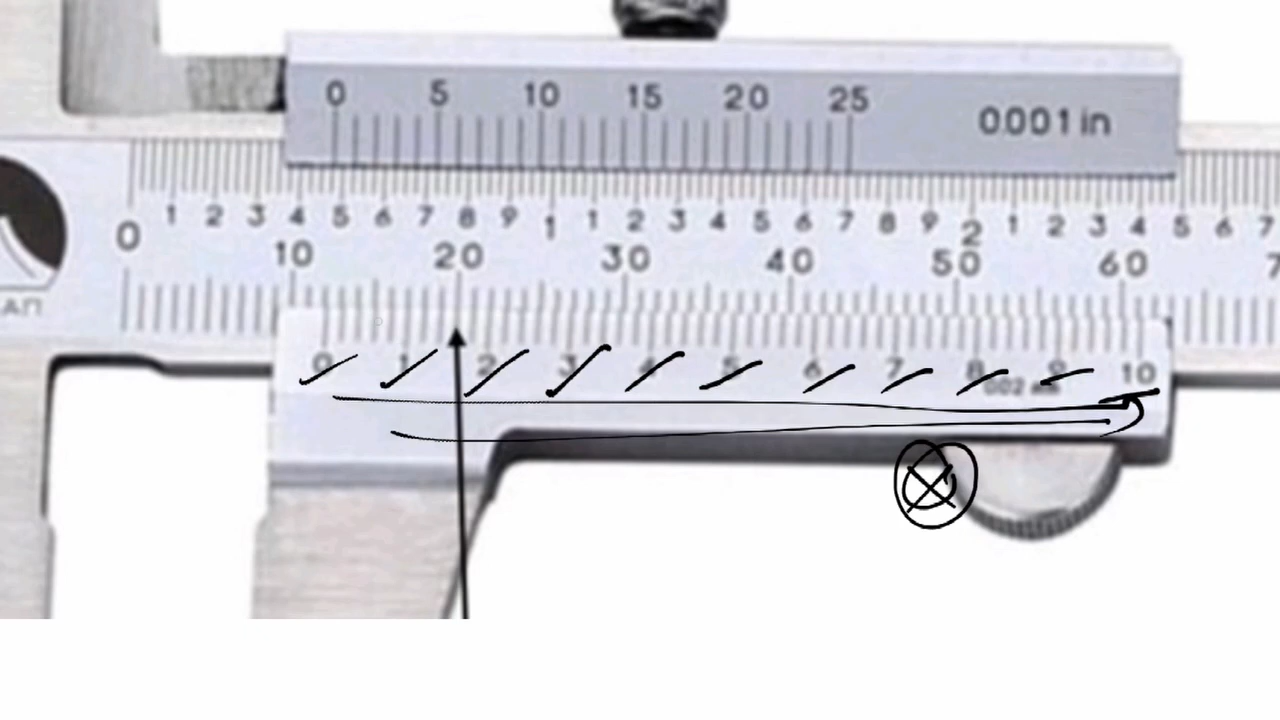 0 5 10 15 20 25 0.001 in
1 2 3 4 5 6 7 8 9 1 1 2 3 4 5 6 7 8 9 2 1 2 3 4 5 6 7
0 10 20 30 40 50 60 7
0 1 2 3 4 5 6 7 8 9 10